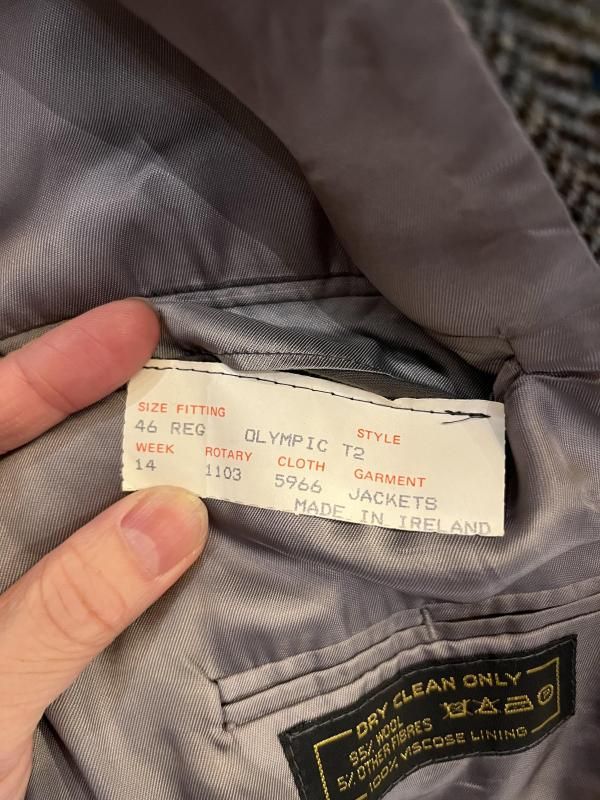 SIZE FITTING STYLE
46 REG OLYMPIC T2
WEEK ROTARY CLOTH GARMENT
14 1103 5966 JACKETS
MADE IN IRELAND
DRY CLEAN ONLY
95% WOOL
5% OTHER FIBRES
100% VISCOSE LINING